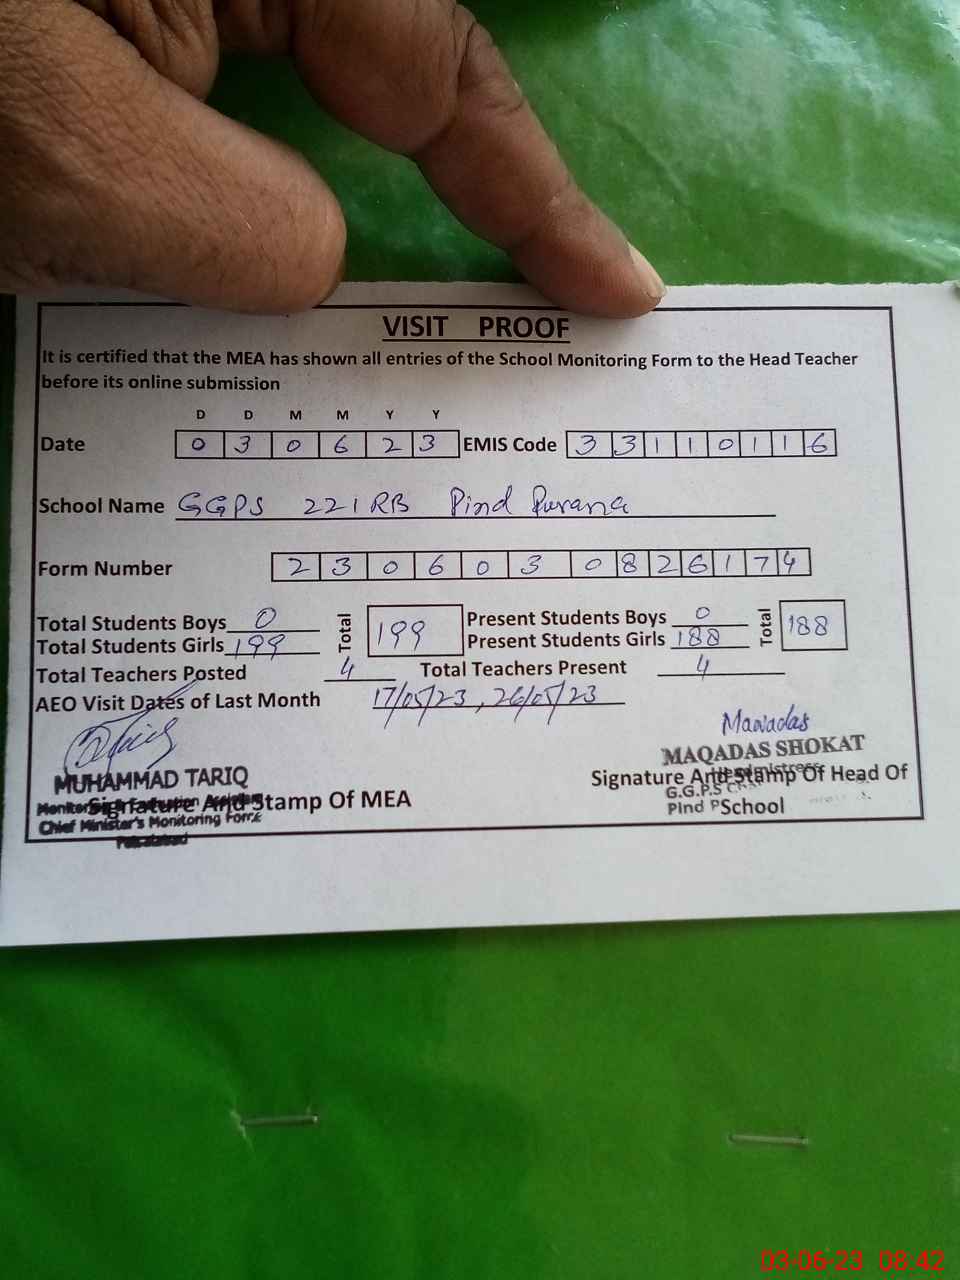 VISIT PROOF
It is certified that the MEA has shown all entries of the School Monitoring Form to the Head Teacher
before its online submission
D D M M Y Y
Date 0 3 0 6 2 3 EMIS Code 3 3 1 1 0 1 1 6
School Name GGPS 221 RB Pind Purana
Form Number 2 3 0 6 0 3 0 8 2 6 1 7 4
Total Students Boys 0 Total 199 Present Students Boys 0 Total 188
Total Students Girls 199 Present Students Girls 188
Total Teachers Posted 4 Total Teachers Present 4
AEO Visit Dates of Last Month 17/05/23, 26/05/23
Maqadas
MUHAMMAD TARIQ
MAQADAS SHOKAT
Headmistress
Signature And Stamp Of MEA
Signature And Stamp Of Head Of
School
Chief Minister's Monitoring Force
Faisalabad
G.G.P.S
Pind
03-06-23 08:42